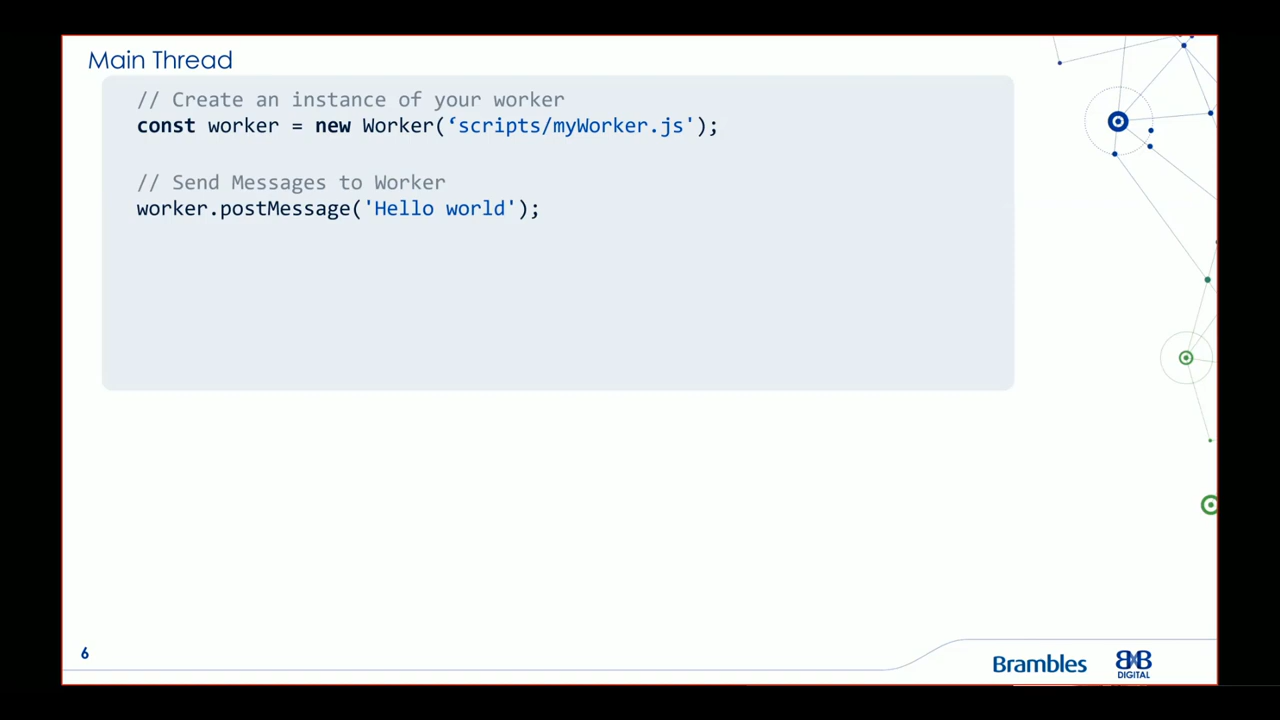 Main Thread
// Create an instance of your worker
const worker = new Worker(‘scripts/myWorker.js');
// Send Messages to Worker
worker.postMessage('Hello world');
6
Brambles
BXB
DIGITAL